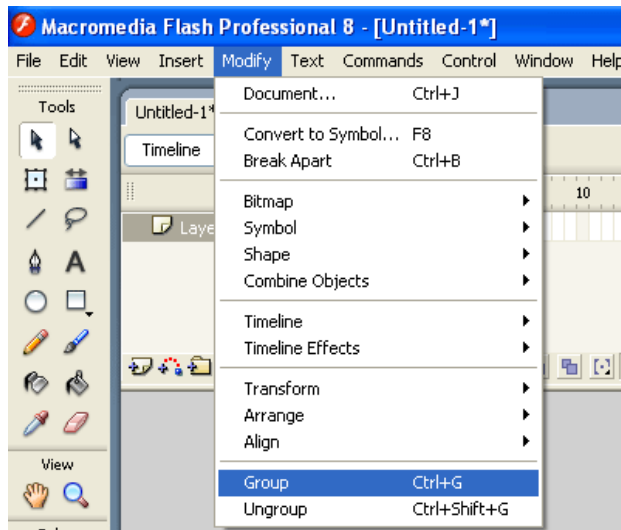 Macromedia Flash Professional 8 - [Untitled-1*]
File Edit View Insert Modify Text Commands Control Window Help
Tools
Untitled-1*
Timeline
10
Document... Ctrl+J
Convert to Symbol... F8
Break Apart Ctrl+B
Bitmap
Symbol
Shape
Combine Objects
Timeline
Timeline Effects
Transform
Arrange
Align
Group Ctrl+G
Ungroup Ctrl+Shift+G
Laye
A
View